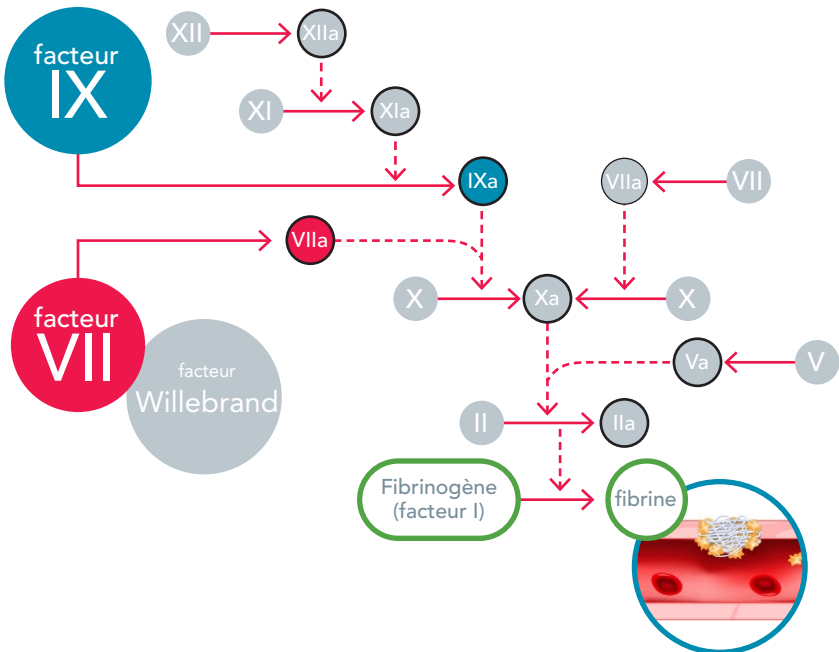 facteur
IX
XII
XIIa
XI
XIa
IXa
VIIa
VII
VIIa
facteur
VII
facteur
Willebrand
X
Xa
X
Va
V
II
IIa
Fibrinogène
(facteur I)
fibrine